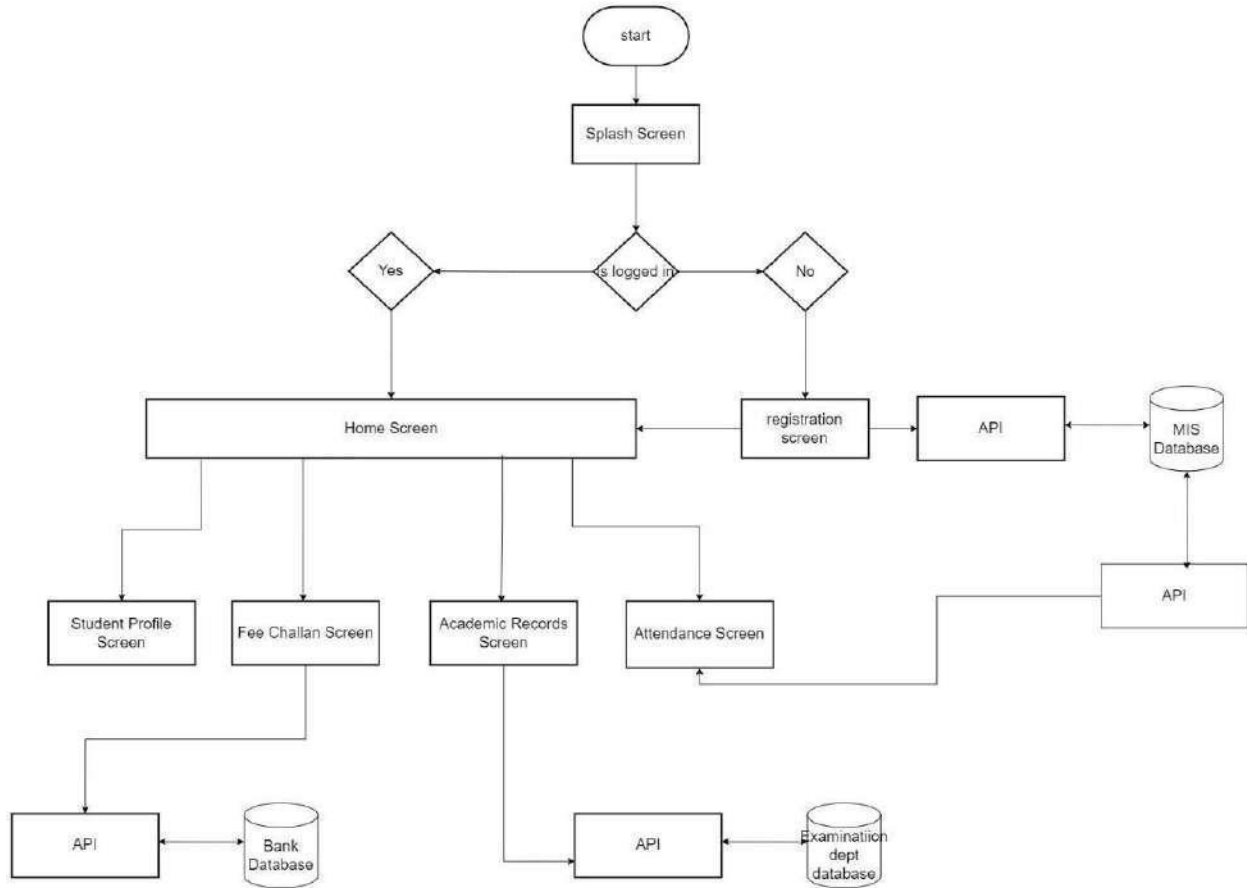 start
Splash Screen
Yes
Is logged in
No
Home Screen
registration
screen
API
MIS
Database
API
Student Profile
Screen
Fee Challan Screen
Academic Records
Screen
Attendance Screen
API
Bank
Database
API
Examinatiion
dept
database